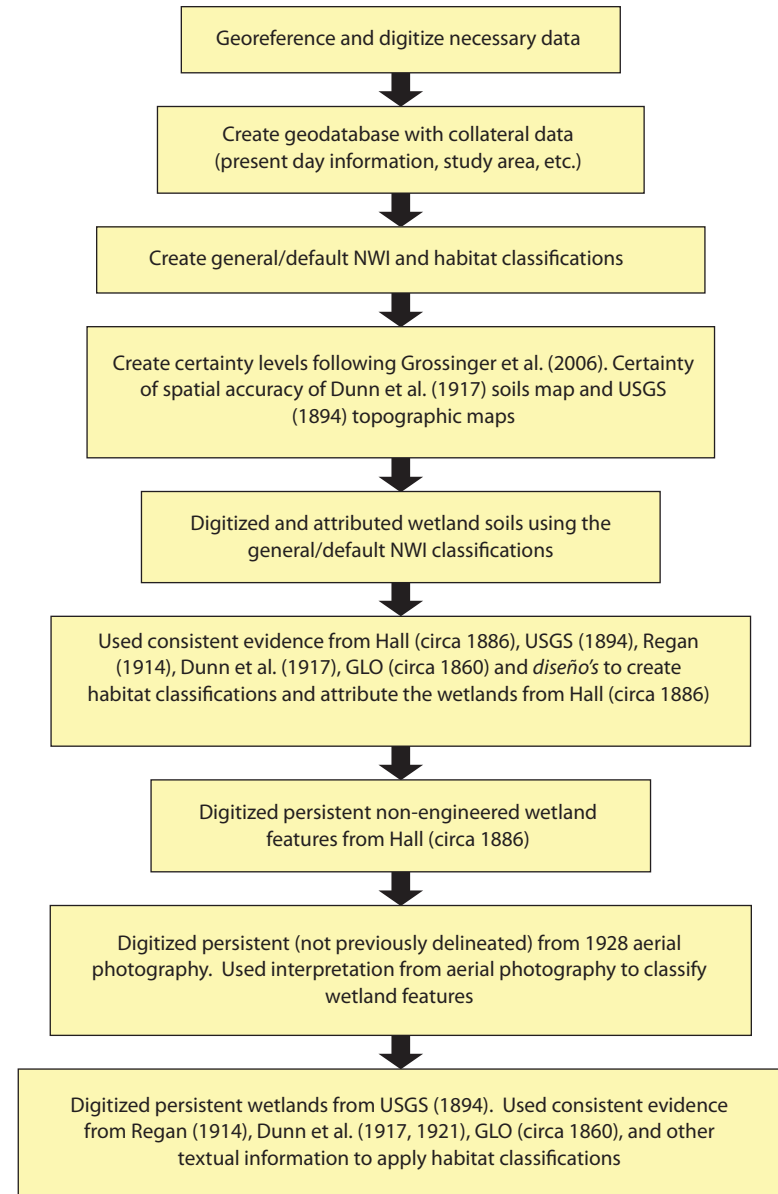 Georeference and digitize necessary data
Create geodatabase with collateral data
(present day information, study area, etc.)
Create general/default NWI and habitat classifications
Create certainty levels following Grossinger et al. (2006). Certainty
of spatial accuracy of Dunn et al. (1917) soils map and USGS
(1894) topographic maps
Digitized and attributed wetland soils using the
general/default NWI classifications
Used consistent evidence from Hall (circa 1886), USGS (1894), Regan
(1914), Dunn et al. (1917), GLO (circa 1860) and diseño's to create
habitat classifications and attribute the wetlands from Hall (circa 1886)
Digitized persistent non-engineered wetland
features from Hall (circa 1886)
Digitized persistent (not previously delineated) from 1928 aerial
photography. Used interpretation from aerial photography to classify
wetland features
Digitized persistent wetlands from USGS (1894). Used consistent evidence
from Regan (1914), Dunn et al. (1917, 1921), GLO (circa 1860), and other
textual information to apply habitat classifications